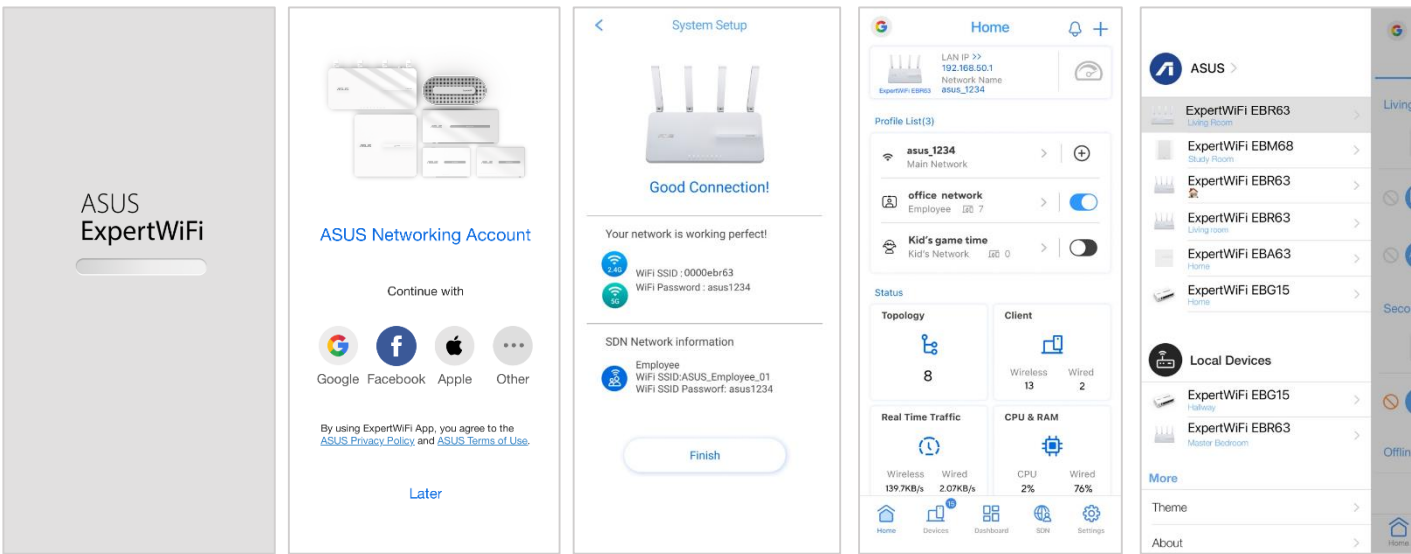 ASUS
ExpertWiFi
ASUS Networking Account
Continue with
Google Facebook Apple Other
By using ExpertWiFi App, you agree to the
ASUS Privacy Policy and ASUS Terms of Use.
Later
System Setup
Good Connection!
Your network is working perfect!
2.4G
WiFi SSID : 0000ebr63
WiFi Password : asus1234
5G
SDN Network information
Employee
WiFi SSID:ASUS_Employee_01
WiFi SSID Passworf: asus1234
Finish
Home
LAN IP >>
192.168.50.1
Network Name
asus_1234
ExpertWiFi EBR63
Profile List(3)
asus_1234
Main Network
office network
Employee 7
Kid's game time
Kid's Network 0
Status
Topology
8
Client
Wireless Wired
13 2
Real Time Traffic
Wireless Wired
139.7KB/s 2.07KB/s
CPU & RAM
CPU Wired
2% 76%
15
Home Devices Dashboard SDN Settings
ASUS
ExpertWiFi EBR63
Living Room
ExpertWiFi EBM68
Study Room
ExpertWiFi EBR63
ExpertWiFi EBR63
Living room
ExpertWiFi EBA63
Home
ExpertWiFi EBG15
Home
Local Devices
ExpertWiFi EBG15
Hallway
ExpertWiFi EBR63
Master Bedroom
More
Theme
About
Living
Seco
Offlin
Home